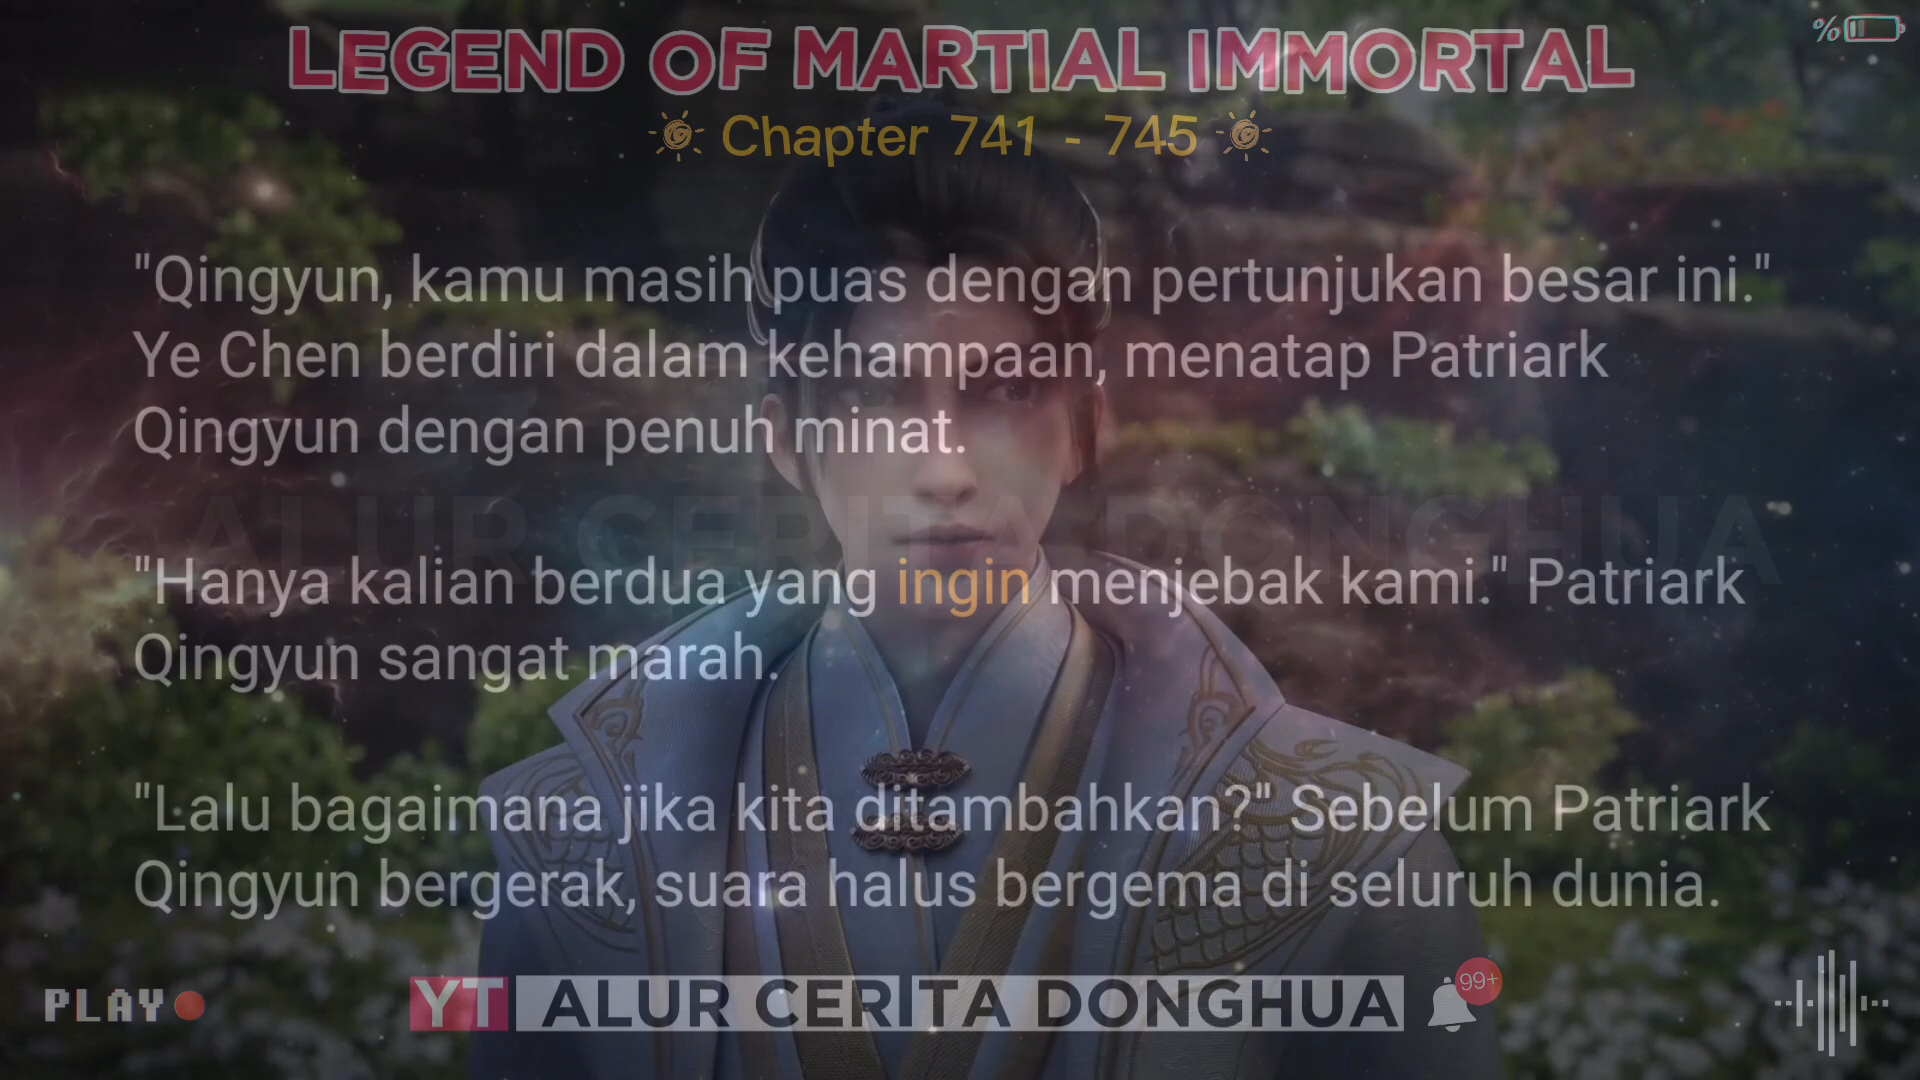 LEGEND OF MARTIAL IMMORTAL
%
Chapter 741 - 745
"Qingyun, kamu masih puas dengan pertunjukan besar ini."
Ye Chen berdiri dalam kehampaan, menatap Patriark
Qingyun dengan penuh minat.
ALUR CERITA DONGHUA
"Hanya kalian berdua yang ingin menjebak kami." Patriark
Qingyun sangat marah.
"Lalu bagaimana jika kita ditambahkan?" Sebelum Patriark
Qingyun bergerak, suara halus bergema di seluruh dunia.
PLAY
YT ALUR CERITA DONGHUA
99+